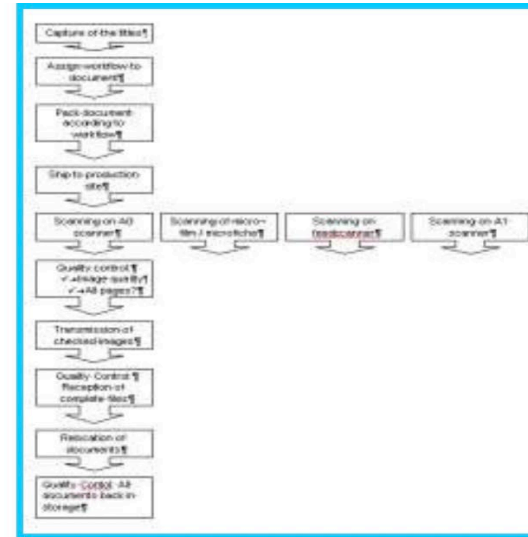 Capture of the titles¶
Assign workflow to
document¶
Pack document
according to
workflow¶
Ship to production
site¶
Scanning on A0
scanner¶
Scanning of micro-
film / microfiche¶
Scanning on
feedscanner¶
Scanning on A1
scanner¶
Quality control ¶
✓→Image quality¶
✓→All pages?¶
Transmission of
checked images¶
Quality Control ¶
Reception of
complete files¶
Relocation of
documents¶
Quality Contol: All
documents back in
storage¶